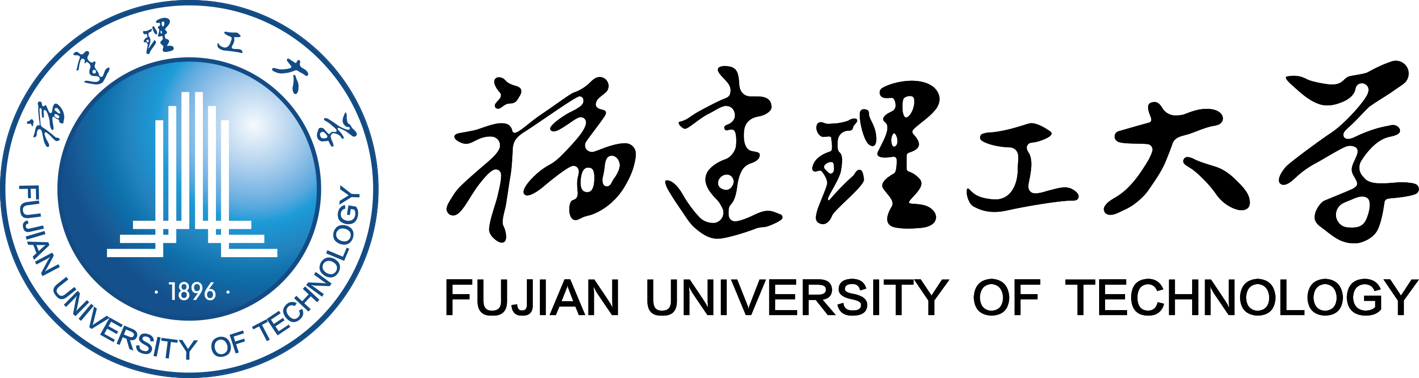 福建理工大学
· 1896 ·
FUJIAN UNIVERSITY OF TECHNOLOGY
福建理工大学
FUJIAN UNIVERSITY OF TECHNOLOGY